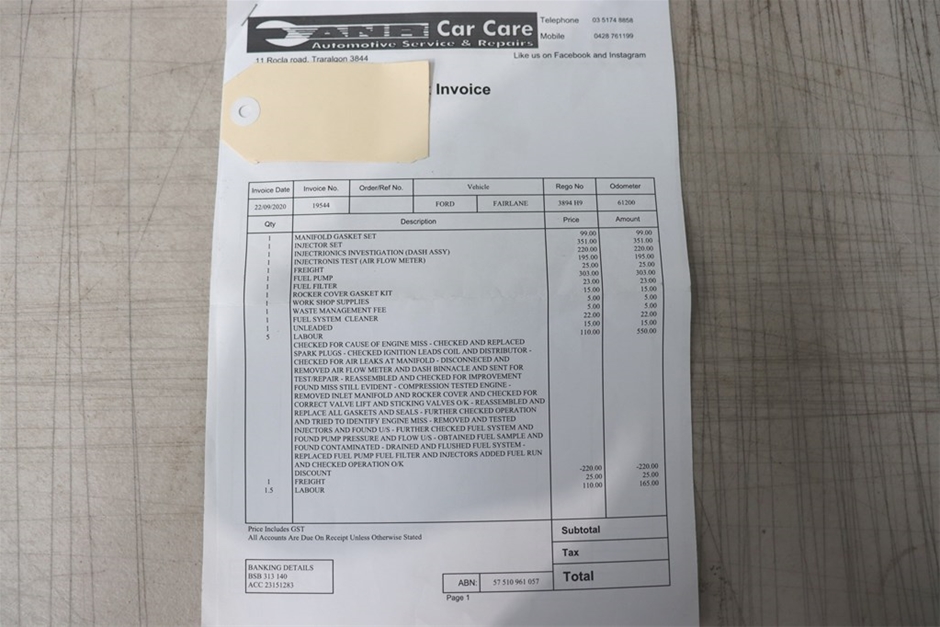 Car Care
Automotive Service & Repairs
Telephone 03 5174 8858
Mobile 0428 761199
11 Rocla road, Traralgon 3844
Like us on Facebook and Instagram
Invoice
Invoice Date Invoice No. Order/Ref No. Vehicle Rego No Odometer
22/09/2020 19544 FORD FAIRLANE 3894 H9 61200
Qty Description Price Amount
1 MANIFOLD GASKET SET 99.00 99.00
1 INJECTOR SET 351.00 351.00
1 INJECTRIONICS INVESTIGATION (DASH ASSY) 220.00 220.00
1 INJECTRONIS TEST (AIR FLOW METER) 195.00 195.00
1 FREIGHT 25.00 25.00
1 FUEL PUMP 303.00 303.00
1 FUEL FILTER 23.00 23.00
1 ROCKER COVER GASKET KIT 15.00 15.00
1 WORK SHOP SUPPLIES 5.00 5.00
1 WASTE MANAGEMENT FEE 5.00 5.00
1 FUEL SYSTEM CLEANER 22.00 22.00
1 UNLEADED 15.00 15.00
5 LABOUR 110.00 550.00
CHECKED FOR CAUSE OF ENGINE MISS - CHECKED AND REPLACED
SPARK PLUGS - CHECKED IGNITION LEADS COIL AND DISTRIBUTOR -
CHECKED FOR AIR LEAKS AT MANIFOLD - DISCONNECED AND
REMOVED AIR FLOW METER AND DASH BINNACLE AND SENT FOR
TEST/REPAIR - REASSEMBLED AND CHECKED FOR IMPROVEMENT
FOUND MISS STILL EVIDENT - COMPRESSION TESTED ENGINE -
REMOVED INLET MANIFOLD AND ROCKER COVER AND CHECKED FOR
CORRECT VALVE LIFT AND STICKING VALVES O/K - REASSEMBLED AND
REPLACE ALL GASKETS AND SEALS - FURTHER CHECKED OPERATION
AND TRIED TO IDENTIFY ENGINE MISS - REMOVED AND TESTED
INJECTORS AND FOUND U/S - FURTHER CHECKED FUEL SYSTEM AND
FOUND PUMP PRESSURE AND FLOW U/S - OBTAINED FUEL SAMPLE AND
FOUND CONTAMINATED - DRAINED AND FLUSHED FUEL SYSTEM -
REPLACED FUEL PUMP FUEL FILTER AND INJECTORS ADDED FUEL RUN
AND CHECKED OPERATION O/K
DISCOUNT -220.00 -220.00
1 FREIGHT 25.00 25.00
1.5 LABOUR 110.00 165.00
Price Includes GST
All Accounts Are Due On Receipt Unless Otherwise Stated
Subtotal
Tax
Total
BANKING DETAILS
BSB 313 140
ACC 23151283
ABN: 57 510 961 057
Page 1